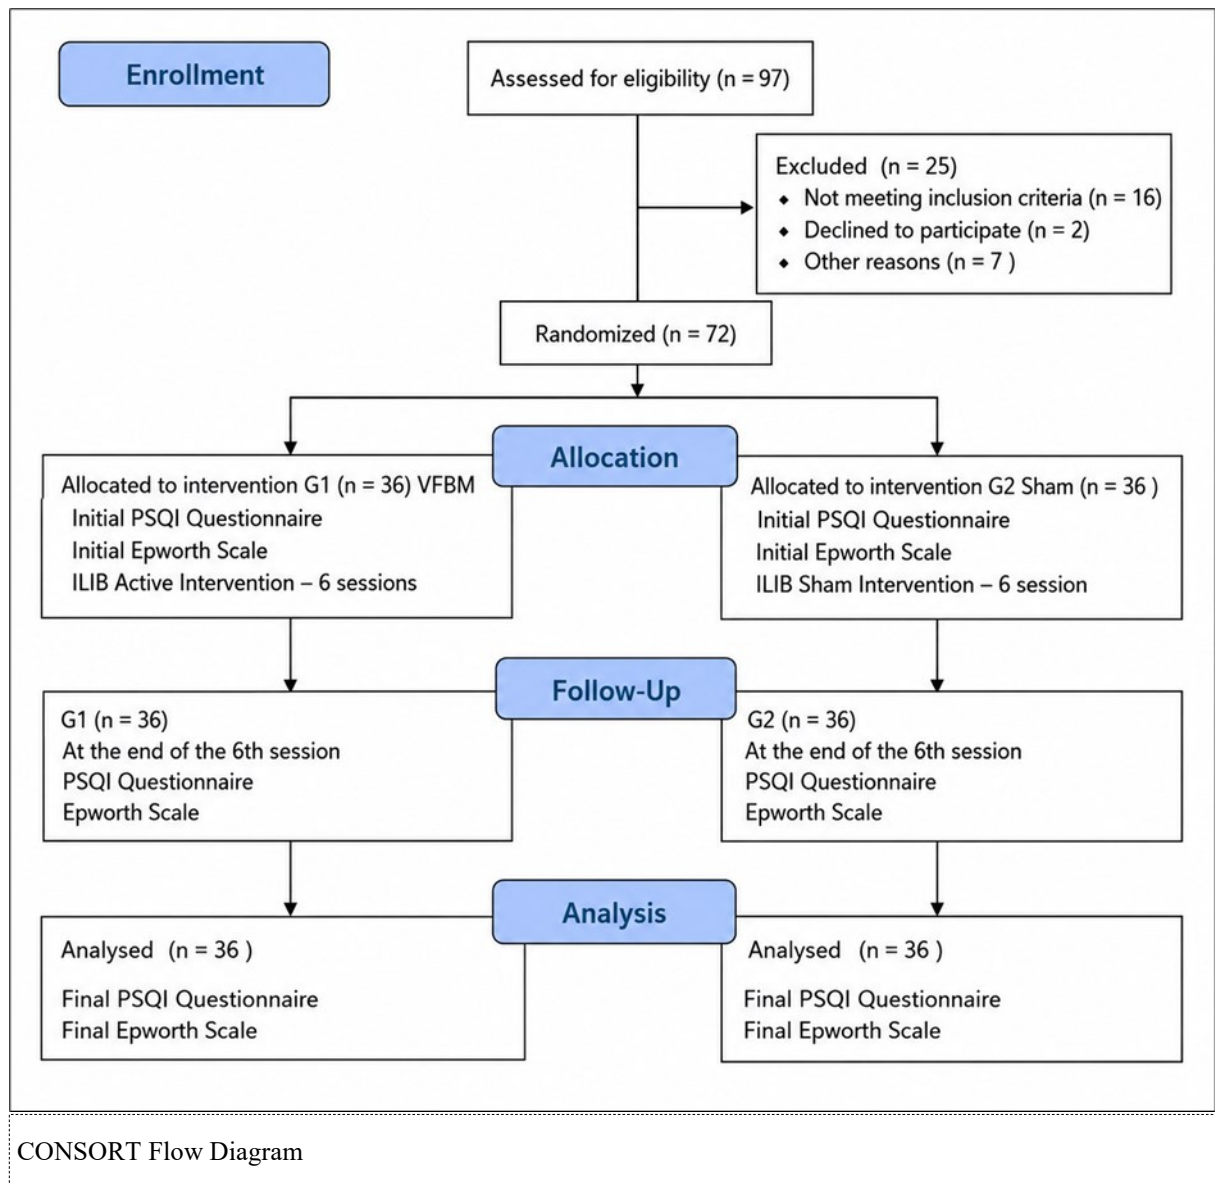 Enrollment
Assessed for eligibility (n = 97)
Excluded (n = 25)
⬥ Not meeting inclusion criteria (n = 16)
⬥ Declined to participate (n = 2)
⬥ Other reasons (n = 7 )
Randomized (n = 72)
Allocation
Allocated to intervention G1 (n = 36) VFBM
Initial PSQI Questionnaire
Initial Epworth Scale
ILIB Active Intervention – 6 sessions
Allocated to intervention G2 Sham (n = 36 )
Initial PSQI Questionnaire
Initial Epworth Scale
ILIB Sham Intervention – 6 session
Follow-Up
G1 (n = 36)
At the end of the 6th session
PSQI Questionnaire
Epworth Scale
G2 (n = 36)
At the end of the 6th session
PSQI Questionnaire
Epworth Scale
Analysis
Analysed (n = 36 )
Final PSQI Questionnaire
Final Epworth Scale
Analysed (n = 36 )
Final PSQI Questionnaire
Final Epworth Scale
CONSORT Flow Diagram